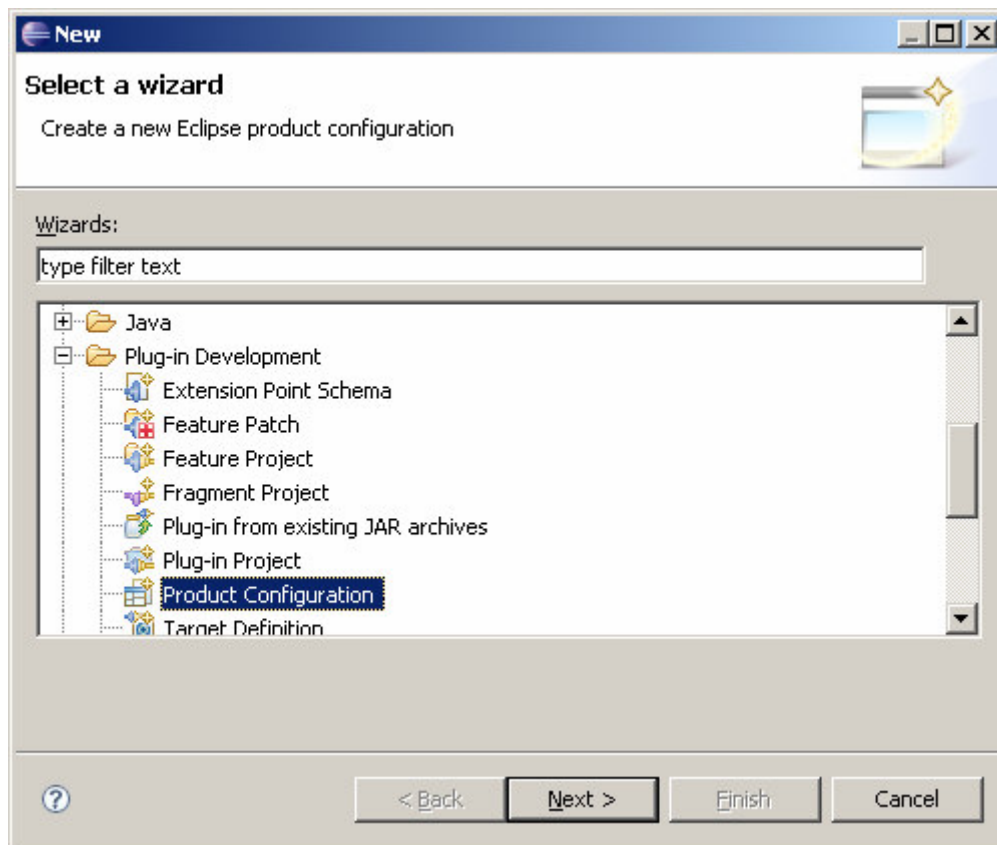 New
Select a wizard
Create a new Eclipse product configuration
Wizards:
type filter text
Java
Plug-in Development
Extension Point Schema
Feature Patch
Feature Project
Fragment Project
Plug-in from existing JAR archives
Plug-in Project
Product Configuration
Target Definition
< Back
Next >
Finish
Cancel